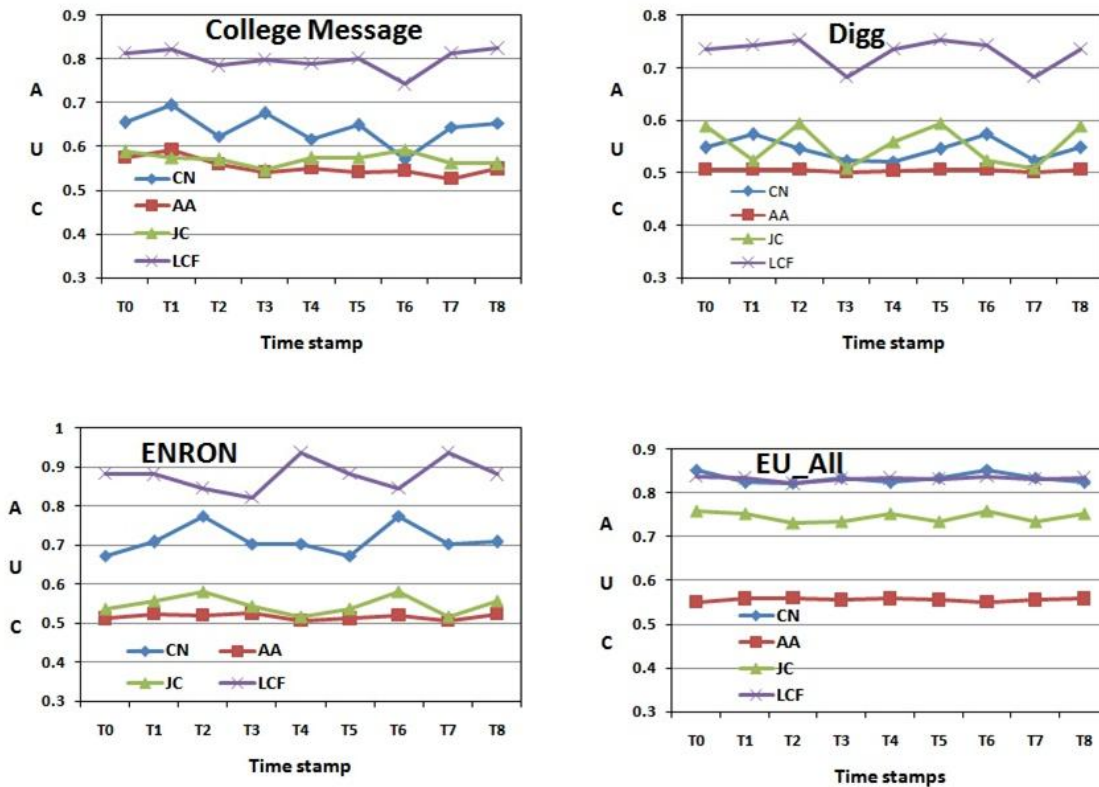 College Message
0.9
0.8
0.7
0.6
0.5
0.4
0.3
A
U
C
CN
AA
JC
LCF
T0 T1 T2 T3 T4 T5 T6 T7 T8
Time stamp
Digg
0.8
0.7
0.6
0.5
0.4
0.3
A
U
C
CN
AA
JC
LCF
T0 T1 T2 T3 T4 T5 T6 T7 T8
Time stamp
ENRON
1
0.9
0.8
0.7
0.6
0.5
0.4
0.3
A
U
C
CN AA
JC LCF
T0 T1 T2 T3 T4 T5 T6 T7 T8
Time stamp
EU_All
0.9
0.8
0.7
0.6
0.5
0.4
0.3
A
U
C
CN
AA
JC
LCF
T0 T1 T2 T3 T4 T5 T6 T7 T8
Time stamps